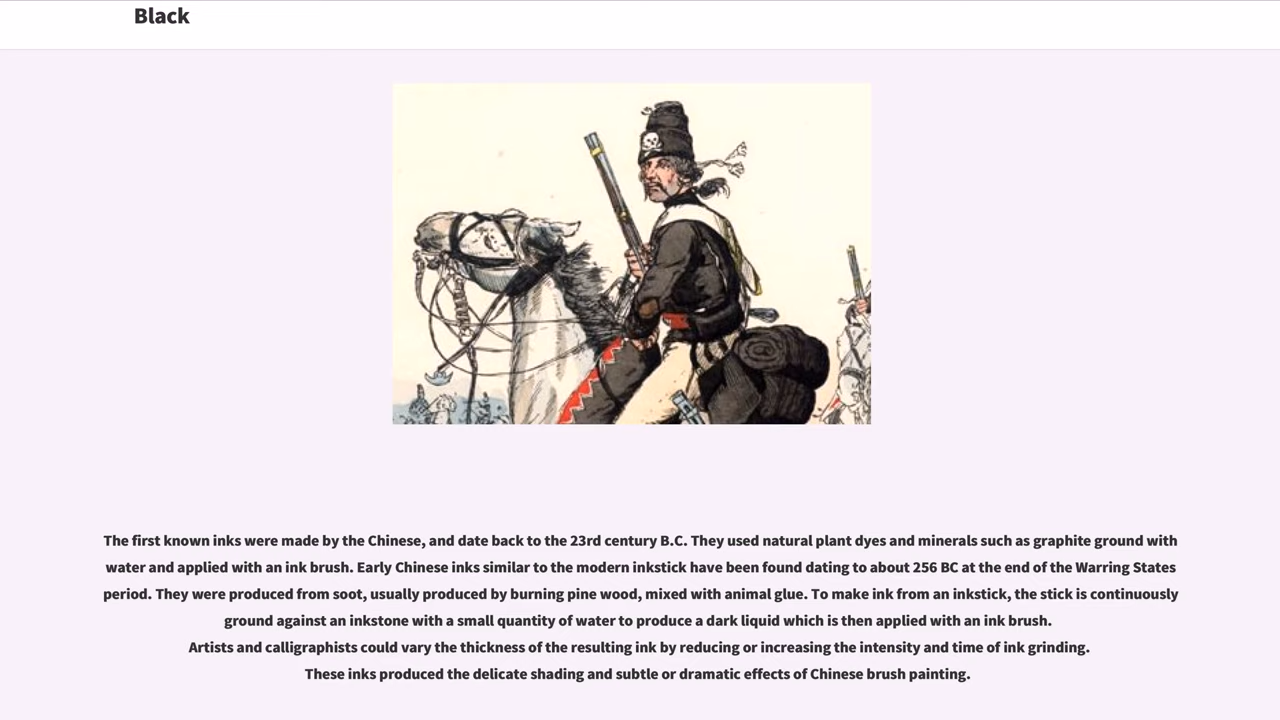 Black
The first known inks were made by the Chinese, and date back to the 23rd century B.C. They used natural plant dyes and minerals such as graphite ground with
water and applied with an ink brush. Early Chinese inks similar to the modern inkstick have been found dating to about 256 BC at the end of the Warring States
period. They were produced from soot, usually produced by burning pine wood, mixed with animal glue. To make ink from an inkstick, the stick is continuously
ground against an inkstone with a small quantity of water to produce a dark liquid which is then applied with an ink brush.
Artists and calligraphists could vary the thickness of the resulting ink by reducing or increasing the intensity and time of ink grinding.
These inks produced the delicate shading and subtle or dramatic effects of Chinese brush painting.